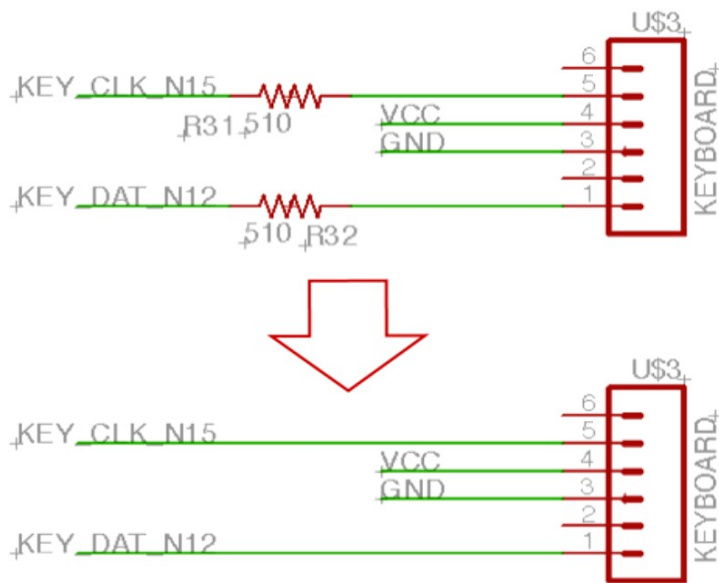 U$3
6
KEY_CLK_N15
5
R31
510
VCC
4
GND
3
2
KEY_DAT_N12
1
510
R32
KEYBOARD
U$3
6
KEY_CLK_N15
5
VCC
4
GND
3
2
KEY_DAT_N12
1
KEYBOARD